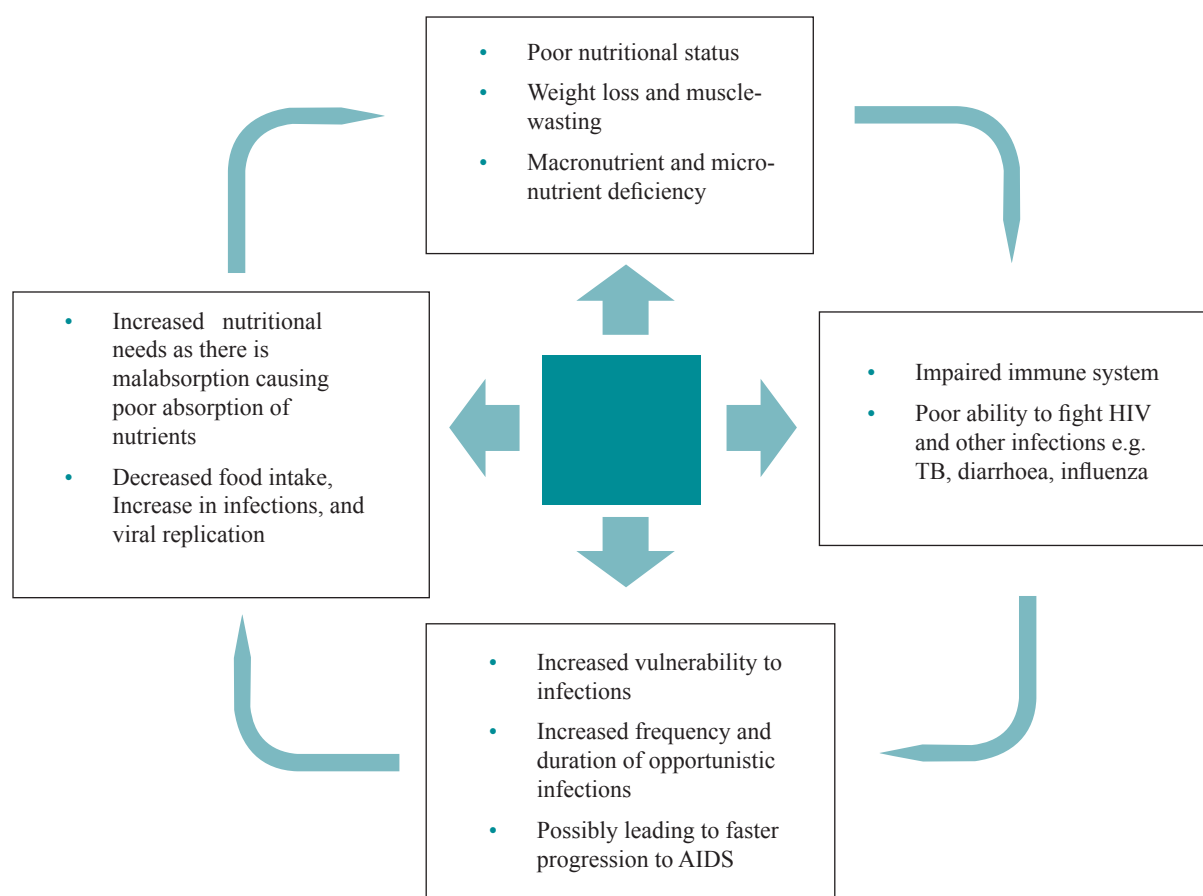 • Poor nutritional status
• Weight loss and muscle-
wasting
• Macronutrient and micro-
nutrient deficiency
• Increased nutritional
needs as there is
malabsorption causing
poor absorption of
nutrients
• Decreased food intake,
Increase in infections, and
viral replication
• Impaired immune system
• Poor ability to fight HIV
and other infections e.g.
TB, diarrhoea, influenza
• Increased vulnerability to
infections
• Increased frequency and
duration of opportunistic
infections
• Possibly leading to faster
progression to AIDS